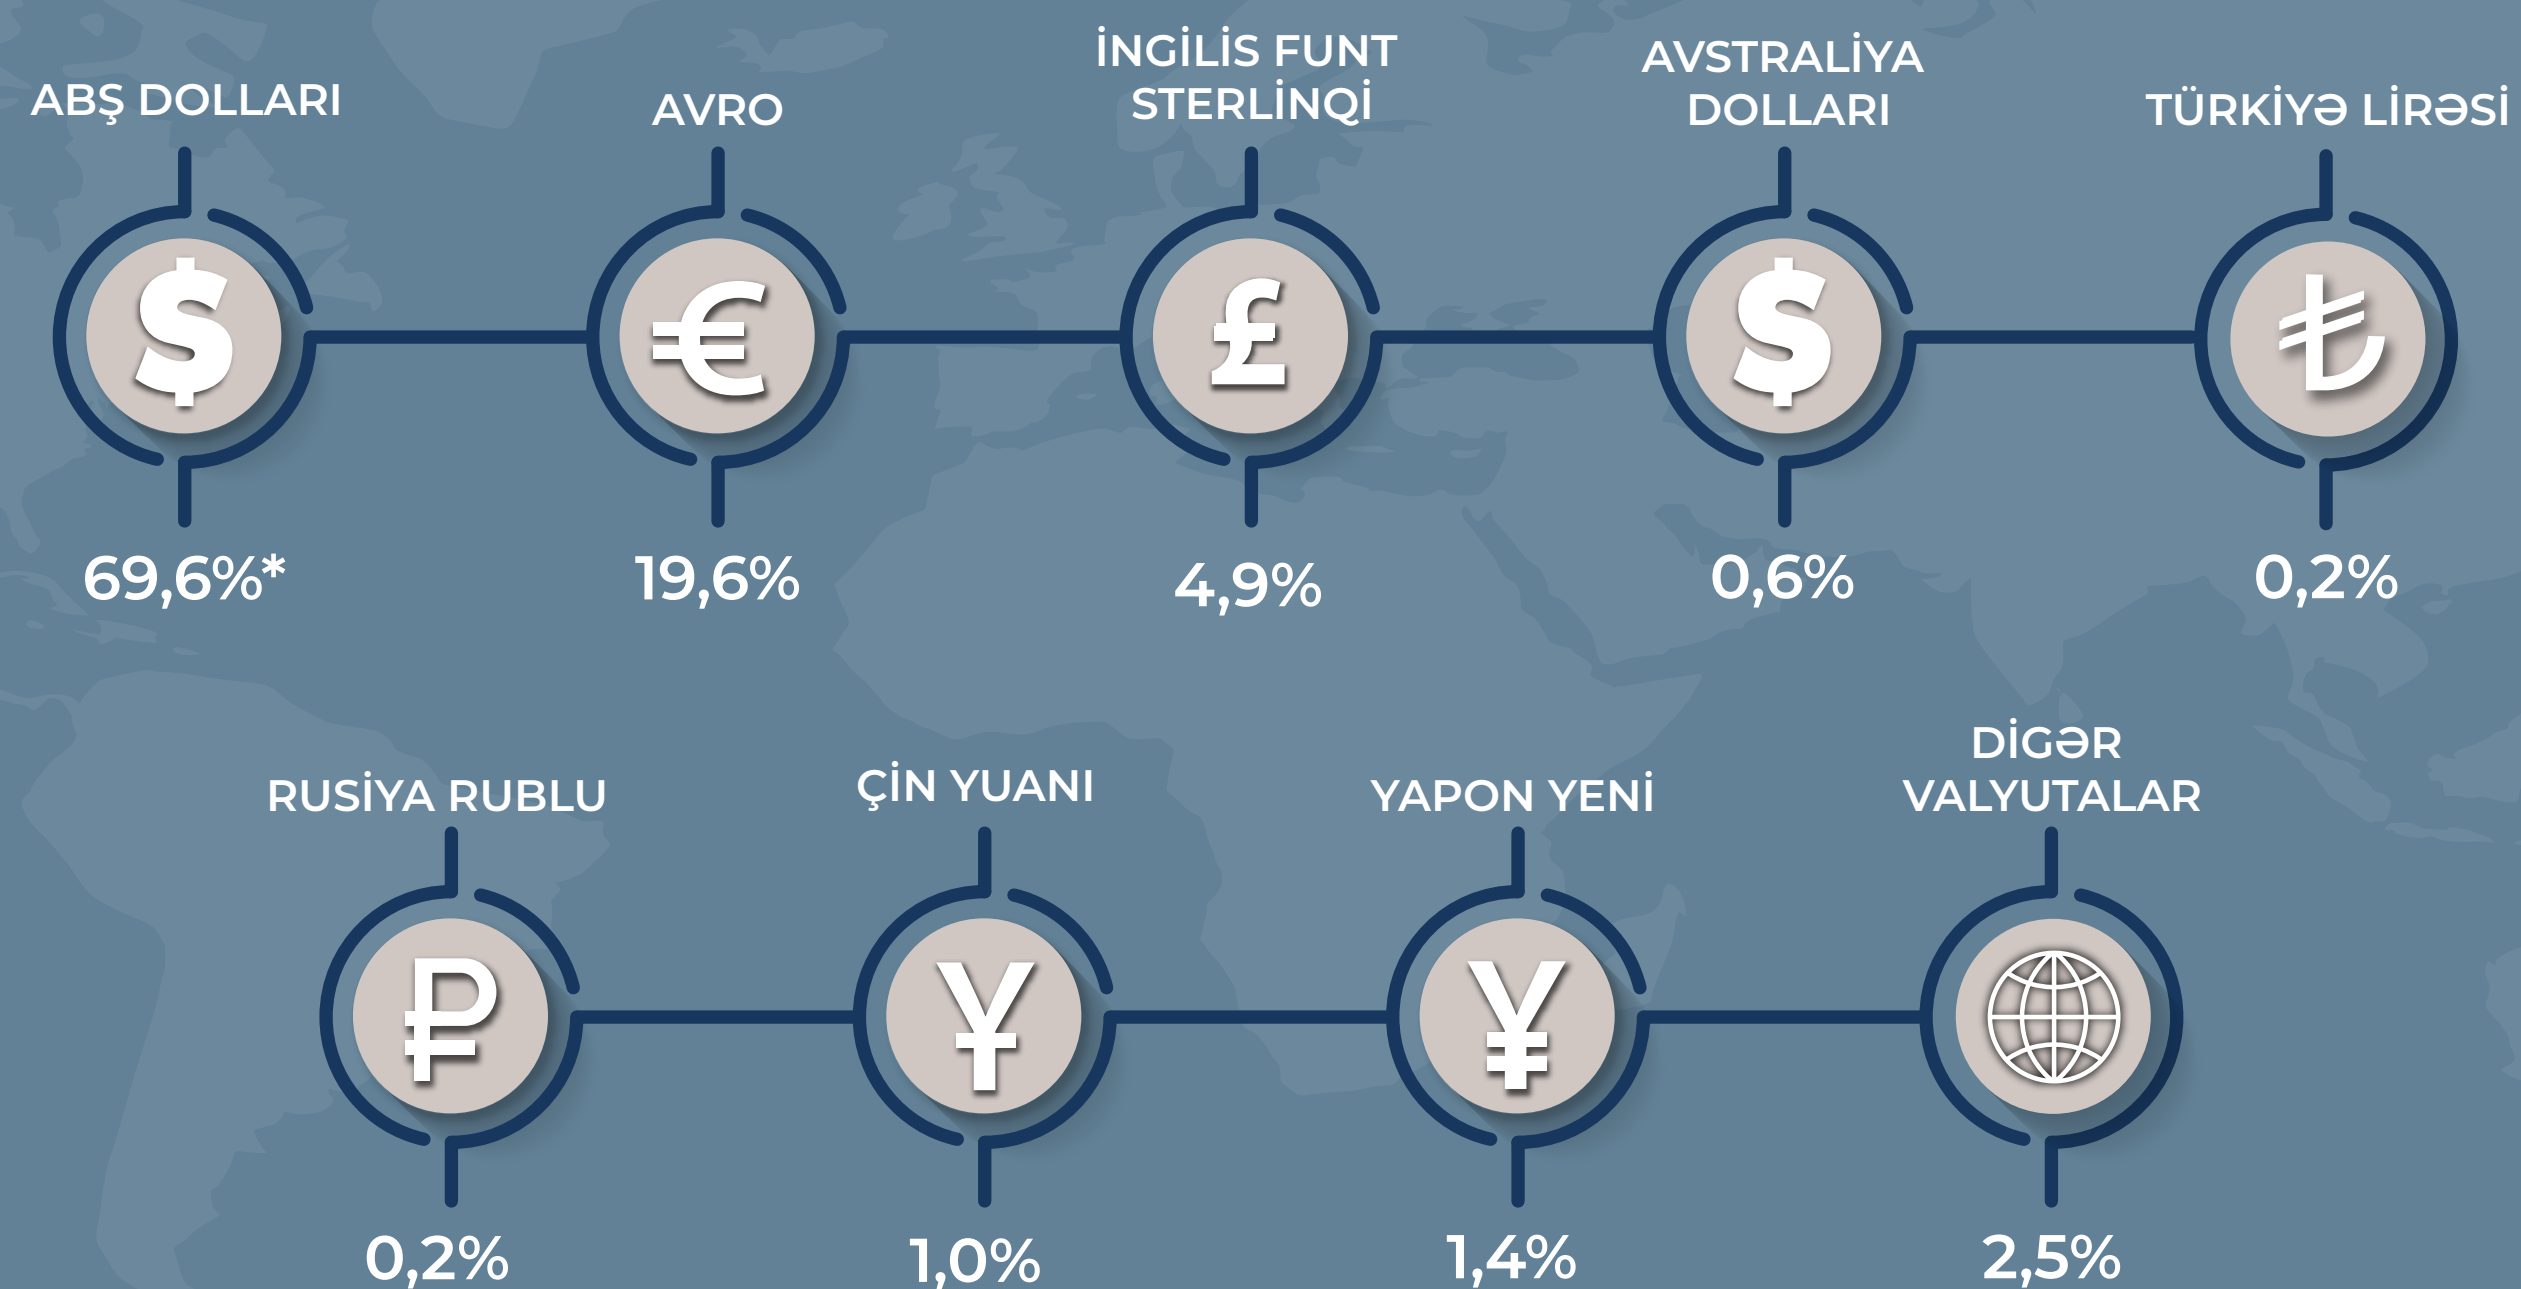 ABŞ DOLLARI
69,6%*
AVRO
19,6%
İNGİLİS FUNT
STERLİNQİ
4,9%
AVSTRALİYA
DOLLARI
0,6%
TÜRKİYƏ LİRƏSİ
0,2%
RUSİYA RUBLU
0,2%
ÇİN YUANI
1,0%
YAPON YENİ
1,4%
DİGƏR
VALYUTALAR
2,5%